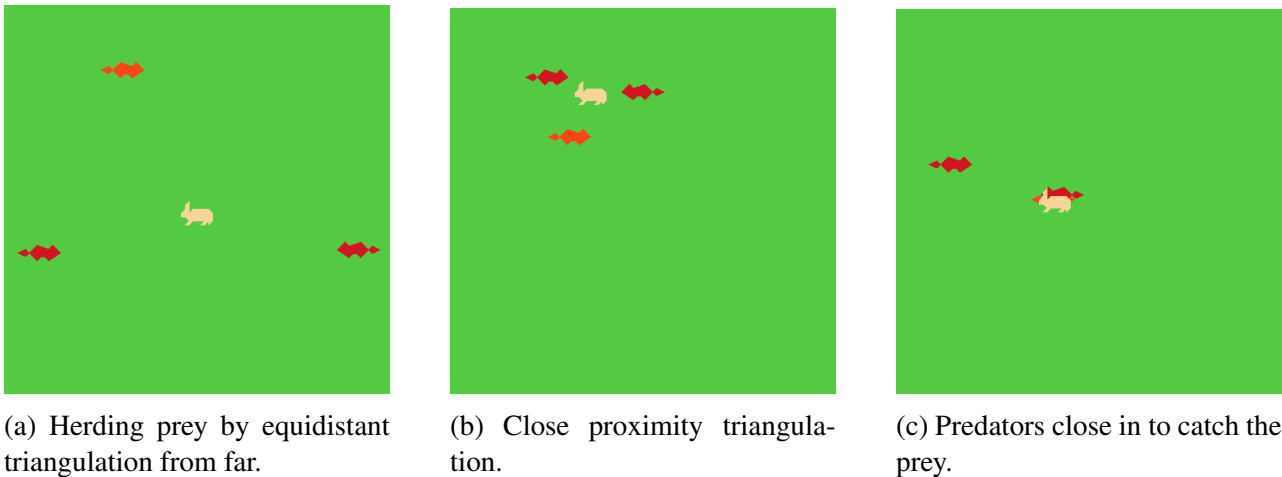 (a) Herding prey by equidistant
triangulation from far.
(b) Close proximity triangula-
tion.
(c) Predators close in to catch the
prey.